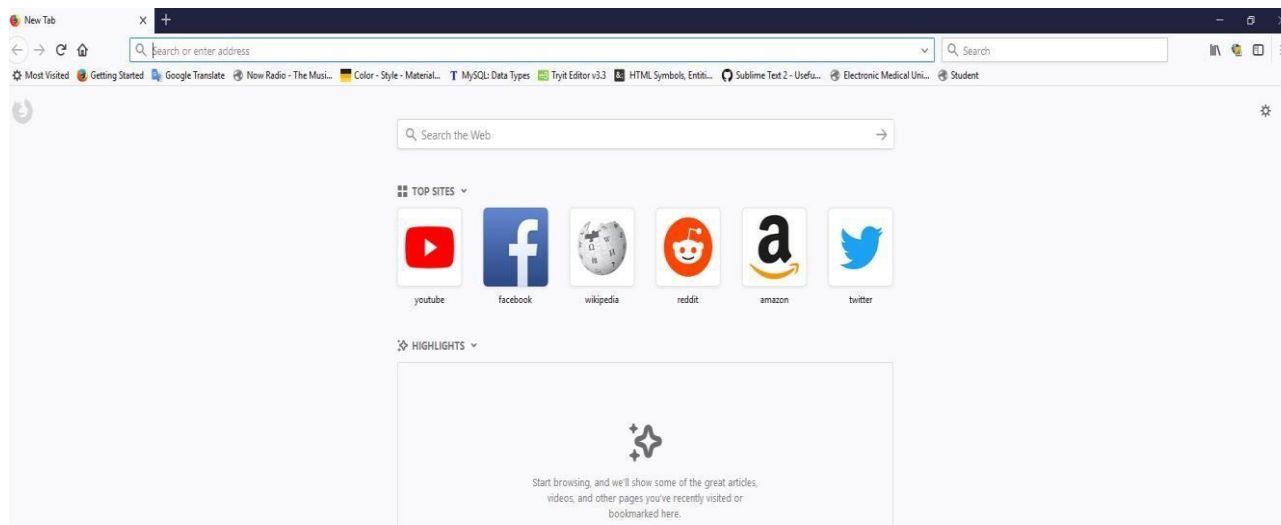 New Tab
Search or enter address
Search
Most Visited Getting Started Google Translate Now Radio - The Musi... Color - Style - Material... MySQL: Data Types Tryit Editor v3.3 HTML Symbols, Entiti... Sublime Text 2 - Usefu... Electronic Medical Uni... Student
Search the Web
TOP SITES
youtube facebook wikipedia reddit amazon twitter
HIGHLIGHTS
Start browsing, and we'll show some of the great articles,
videos, and other pages you've recently visited or
bookmarked here.